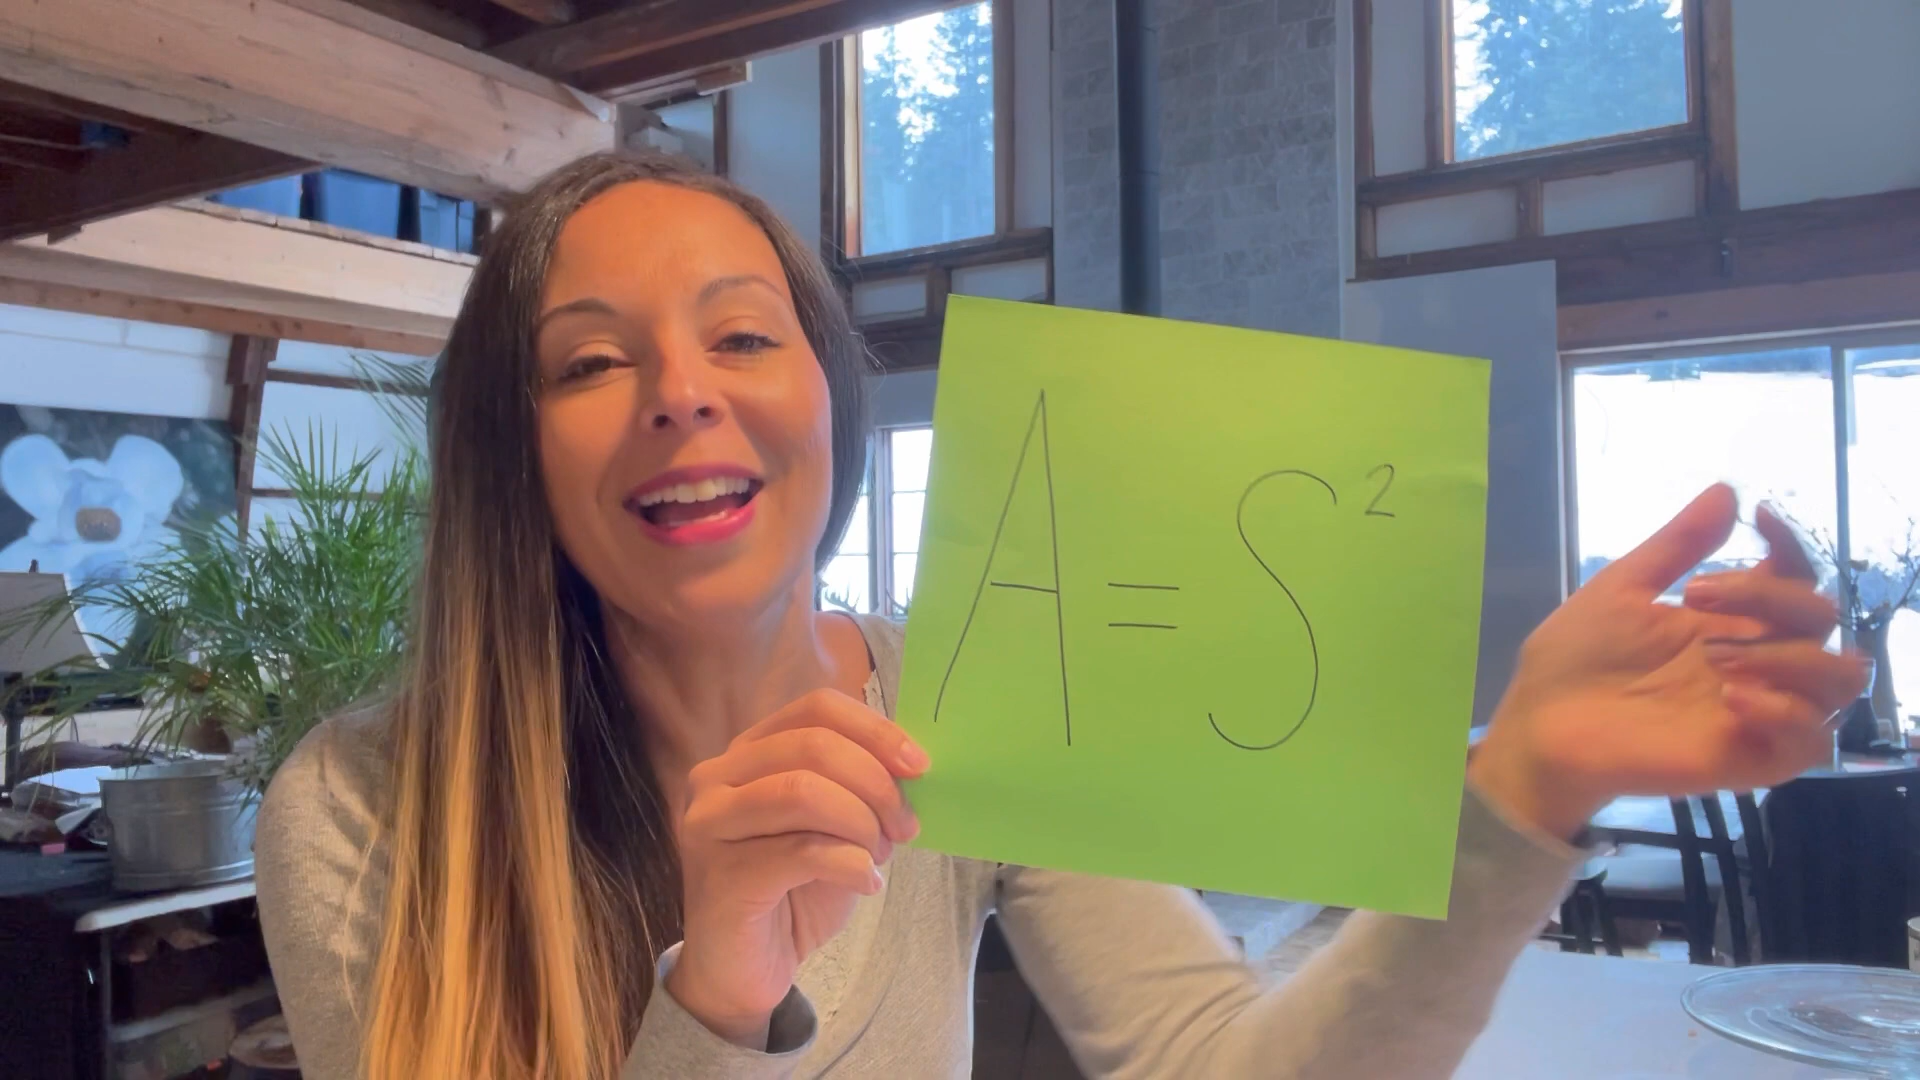 A = S²